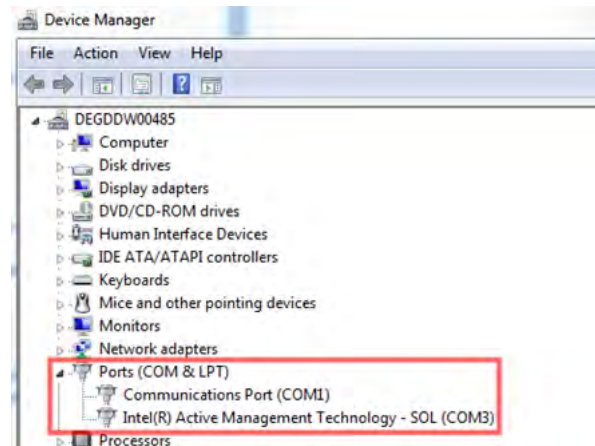 Device Manager
File Action View Help
DEGDDW00485
Computer
Disk drives
Display adapters
DVD/CD-ROM drives
Human Interface Devices
IDE ATA/ATAPI controllers
Keyboards
Mice and other pointing devices
Monitors
Network adapters
Ports (COM & LPT)
Communications Port (COM1)
Intel(R) Active Management Technology - SOL (COM3)
Processors